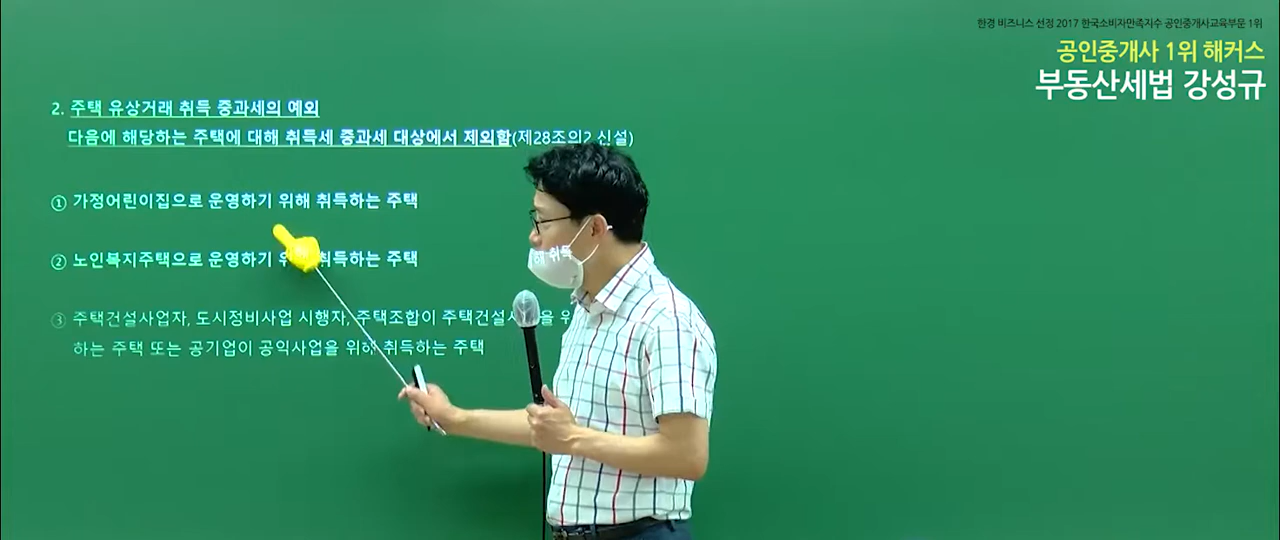 한경 비즈니스 선정 2017 한국소비자만족지수 공인중개사교육부문 1위
공인중개사 1위 해커스
부동산세법 강성규
2. 주택 유상거래 취득 중과세의 예외
다음에 해당하는 주택에 대해 취득세 중과세 대상에서 제외함(제28조의2 신설)
① 가정어린이집으로 운영하기 위해 취득하는 주택
② 노인복지주택으로 운영하기 취득하는 주택
③ 주택건설사업자, 도시정비사업 시행자, 주택조합이 을
하는 주택 또는 공기업이 공익사업을 위해 취득하는 주택
해 취득